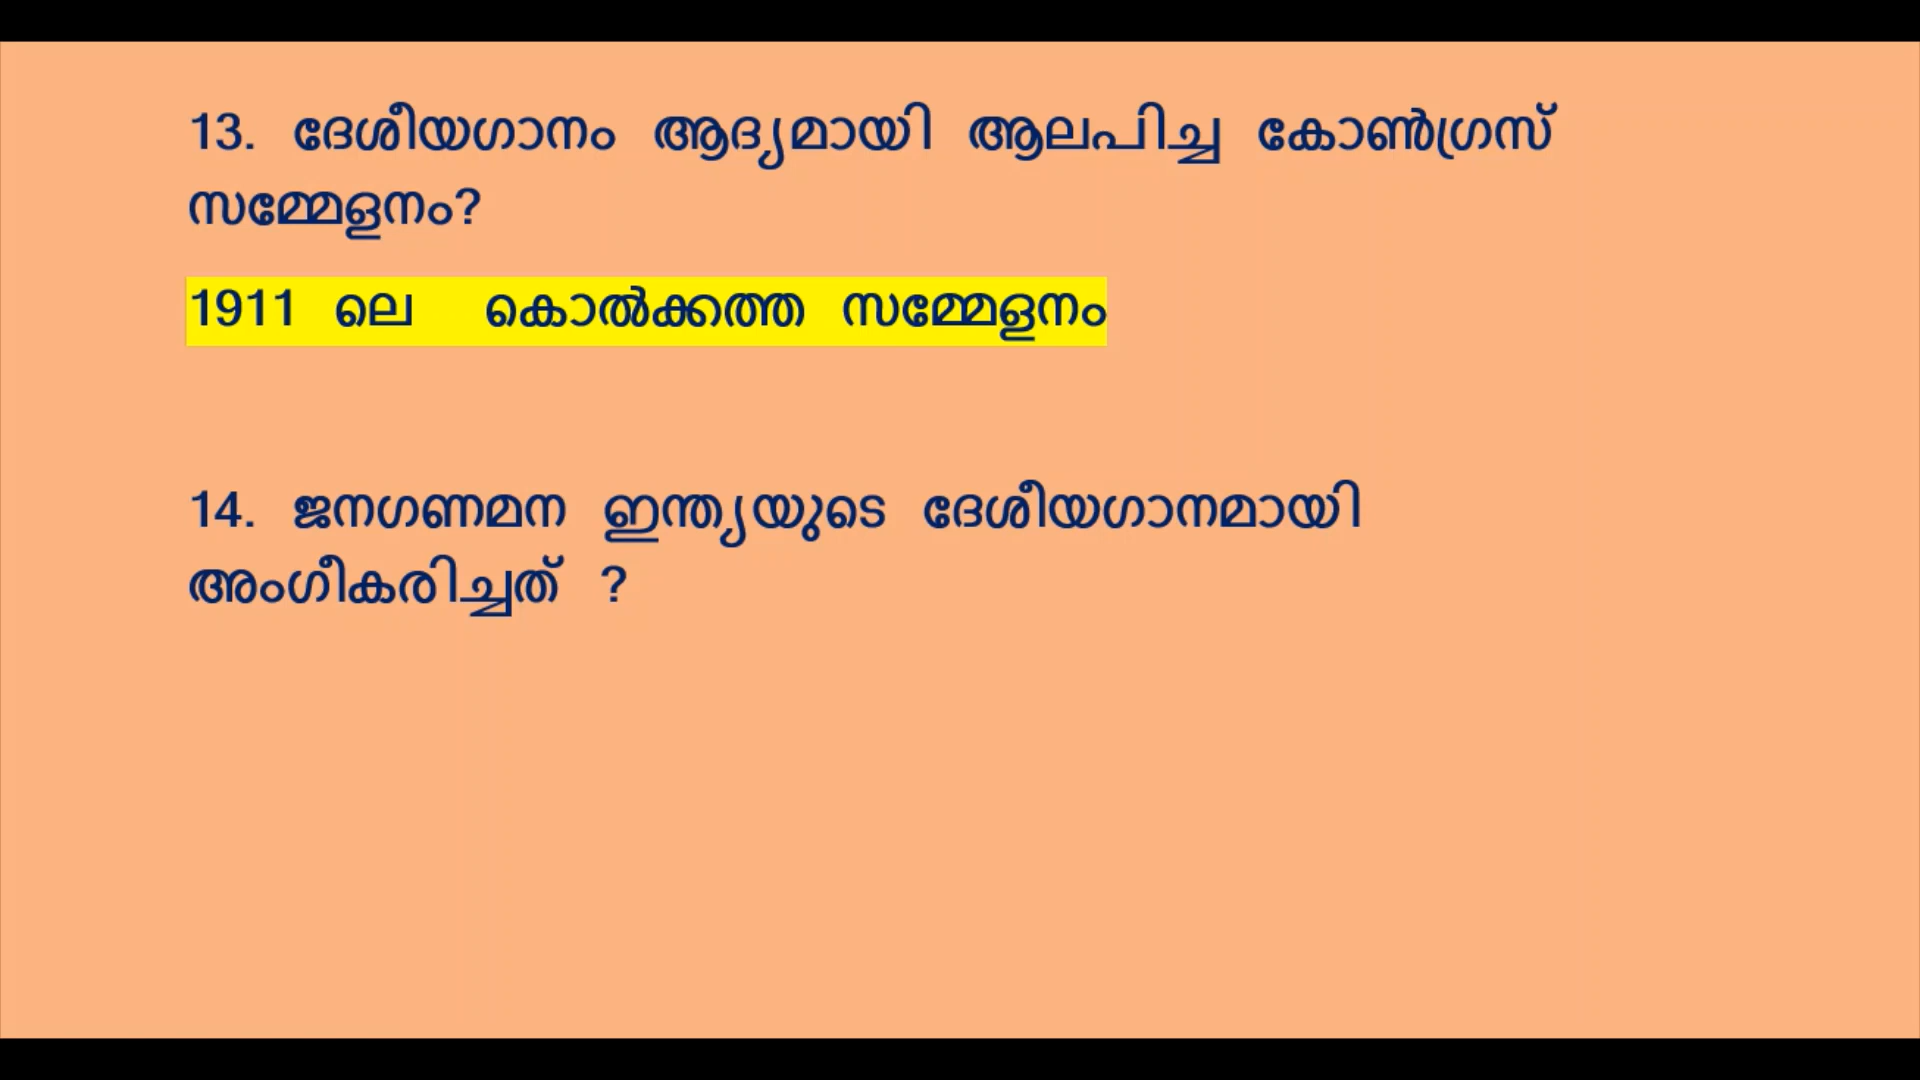 13. ദേശീയഗാനം ആദ്യമായി ആലപിച്ച കോൺഗ്രസ്
സമ്മേളനം?
1911 ലെ കൊൽക്കത്ത സമ്മേളനം
14. ജനഗണമന ഇന്ത്യയുടെ ദേശീയഗാനമായി
അംഗീകരിച്ചത് ?